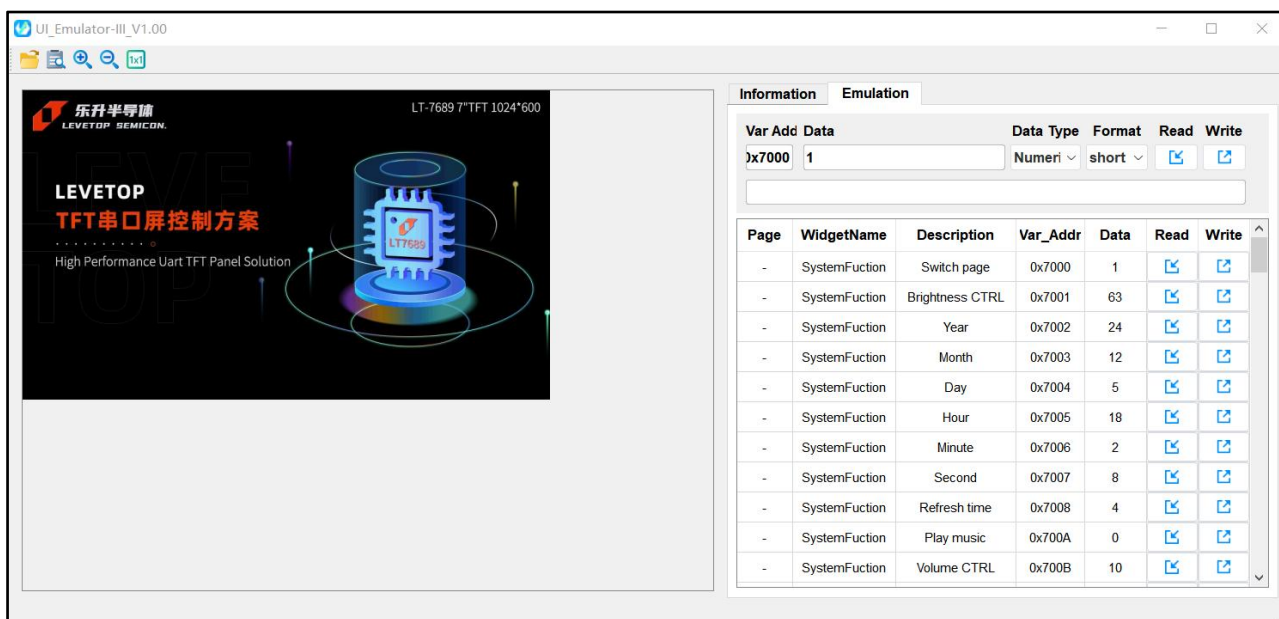 UI_Emulator-III_V1.00
1x1
乐升半导体
LEVETOP SEMICON.
LT-7689 7"TFT 1024*600
LEVE
TOP
LEVETOP
TFT串口屏控制方案
High Performance Uart TFT Panel Solution
LT7689
Information Emulation
Var Add Data Data Type Format Read Write
0x7000 1 Numeri short
Page WidgetName Description Var_Addr Data Read Write
- SystemFuction Switch page 0x7000 1
- SystemFuction Brightness CTRL 0x7001 63
- SystemFuction Year 0x7002 24
- SystemFuction Month 0x7003 12
- SystemFuction Day 0x7004 5
- SystemFuction Hour 0x7005 18
- SystemFuction Minute 0x7006 2
- SystemFuction Second 0x7007 8
- SystemFuction Refresh time 0x7008 4
- SystemFuction Play music 0x700A 0
- SystemFuction Volume CTRL 0x700B 10